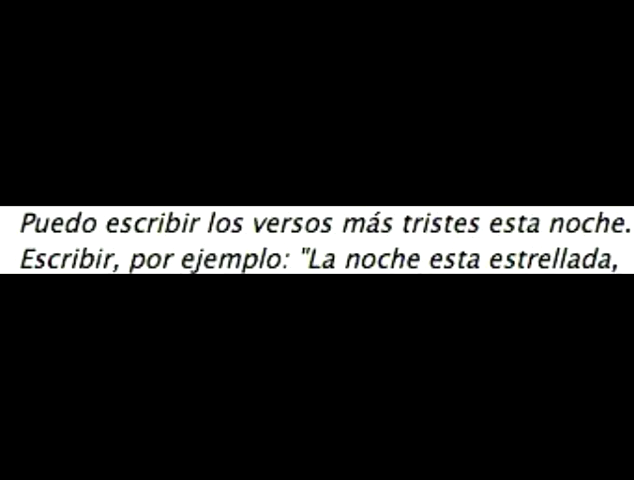 Puedo escribir los versos más tristes esta noche.
Escribir, por ejemplo: "La noche esta estrellada,